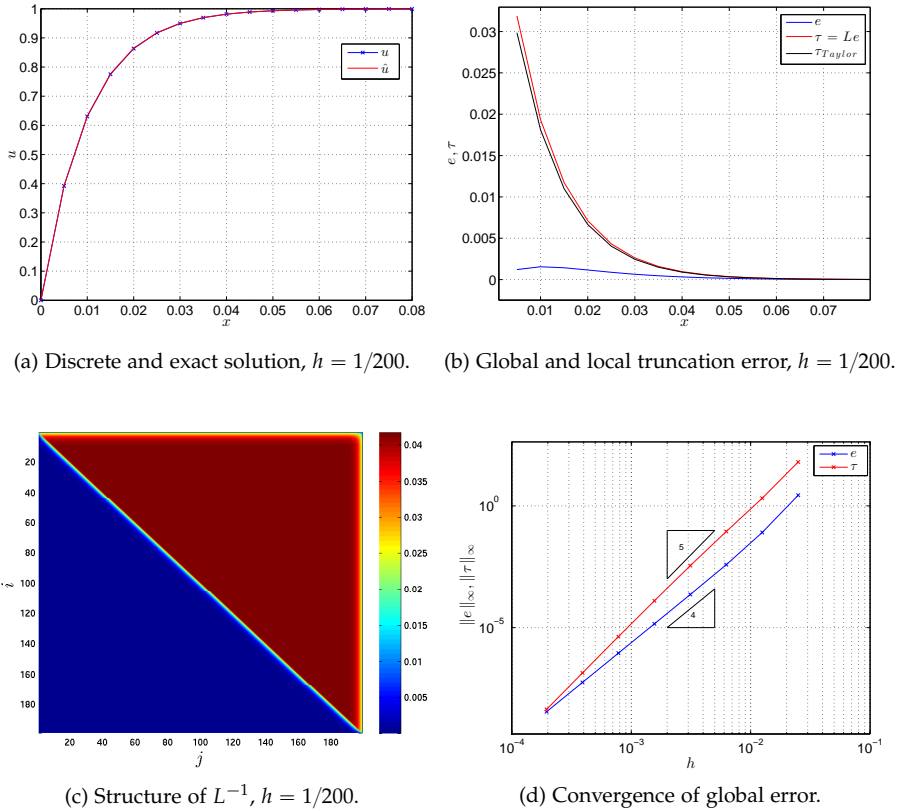 1
0.9
0.8
0.7
0.6
0.5
0.4
0.3
0.2
0.1
0
u
u
û
0 0.01 0.02 0.03 0.04 0.05 0.06 0.07 0.08
x
(a) Discrete and exact solution, h = 1/200.
0.03
0.025
0.02
0.015
0.01
0.005
0
e, τ
e
τ = Le
τ_Taylor
0.01 0.02 0.03 0.04 0.05 0.06 0.07
x
(b) Global and local truncation error, h = 1/200.
20
40
60
80
100
120
140
160
180
i
20 40 60 80 100 120 140 160 180
j
0.04
0.035
0.03
0.025
0.02
0.015
0.01
0.005
(c) Structure of L⁻¹, h = 1/200.
10⁰
10⁻⁵
‖e‖∞, ‖τ‖∞
e
τ
5
4
10⁻⁴ 10⁻³ 10⁻² 10⁻¹
h
(d) Convergence of global error.